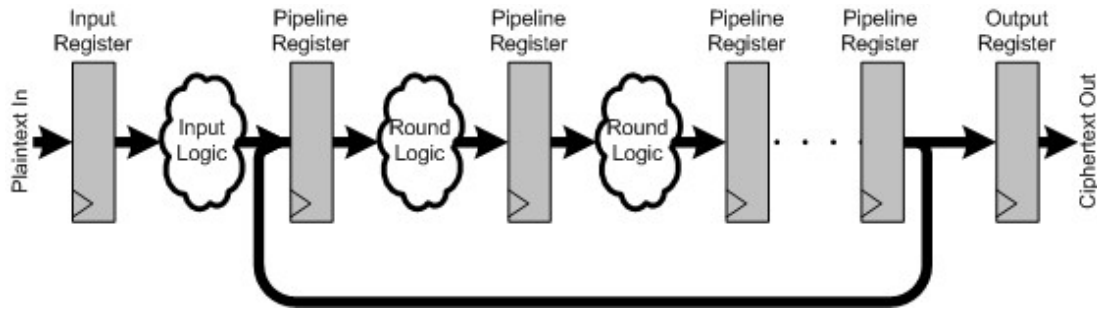 Input
Register
Pipeline
Register
Pipeline
Register
Pipeline
Register
Pipeline
Register
Output
Register
Plaintext In
Input
Logic
Round
Logic
Round
Logic
Ciphertext Out